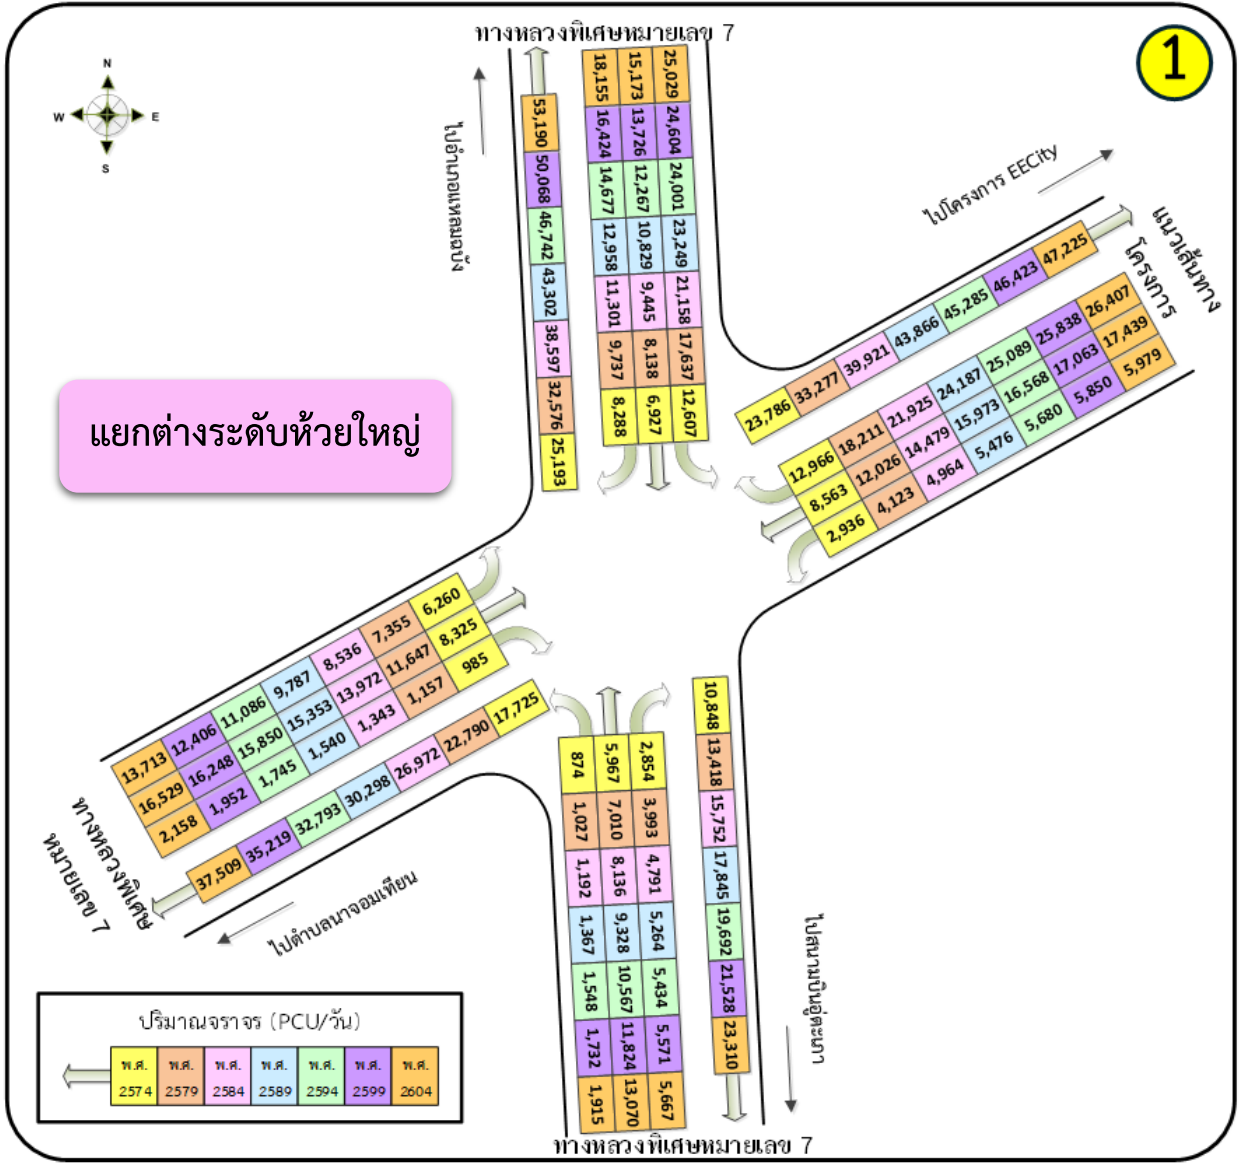 ทางหลวงพิเศษหมายเลข 7
1
N
W
E
S
ไปอำเภอแหลมฉบัง
53,190
50,068
46,742
43,302
38,597
32,576
25,193
18,155 15,173 25,029
16,424 13,726 24,604
14,677 12,267 24,001
12,958 10,829 23,249
11,301 9,445 21,158
9,737 8,138 17,637
8,288 6,927 12,607
ไปโครงการ EECity
แนวเส้นทาง
โครงการ
23,786 33,277 39,921 43,866 45,285 46,423 47,225
12,966 18,211 21,925 24,187 25,089 25,838 26,407
8,563 12,026 14,479 15,973 16,568 17,063 17,439
2,936 4,123 4,964 5,476 5,680 5,850 5,979
แยกต่างระดับห้วยใหญ่
13,713 12,406 11,086 9,787 8,536 7,355 6,260
16,529 16,248 15,850 15,353 13,972 11,647 8,325
2,158 1,952 1,745 1,540 1,343 1,157 985
37,509 35,219 32,793 30,298 26,972 22,790 17,725
ทางหลวงพิเศษ
หมายเลข 7
ไปตำบลนาจอมเทียน
874 5,967 2,854
1,027 7,010 3,993
1,192 8,136 4,791
1,367 9,328 5,264
1,548 10,567 5,434
1,732 11,824 5,571
1,915 13,070 5,667
10,848
13,418
15,752
17,845
19,692
21,528
23,310
ไปสนามบินอู่ตะเภา
ทางหลวงพิเศษหมายเลข 7
ปริมาณจราจร (PCU/วัน)
พ.ศ. พ.ศ. พ.ศ. พ.ศ. พ.ศ. พ.ศ. พ.ศ.
2574 2579 2584 2589 2594 2599 2604